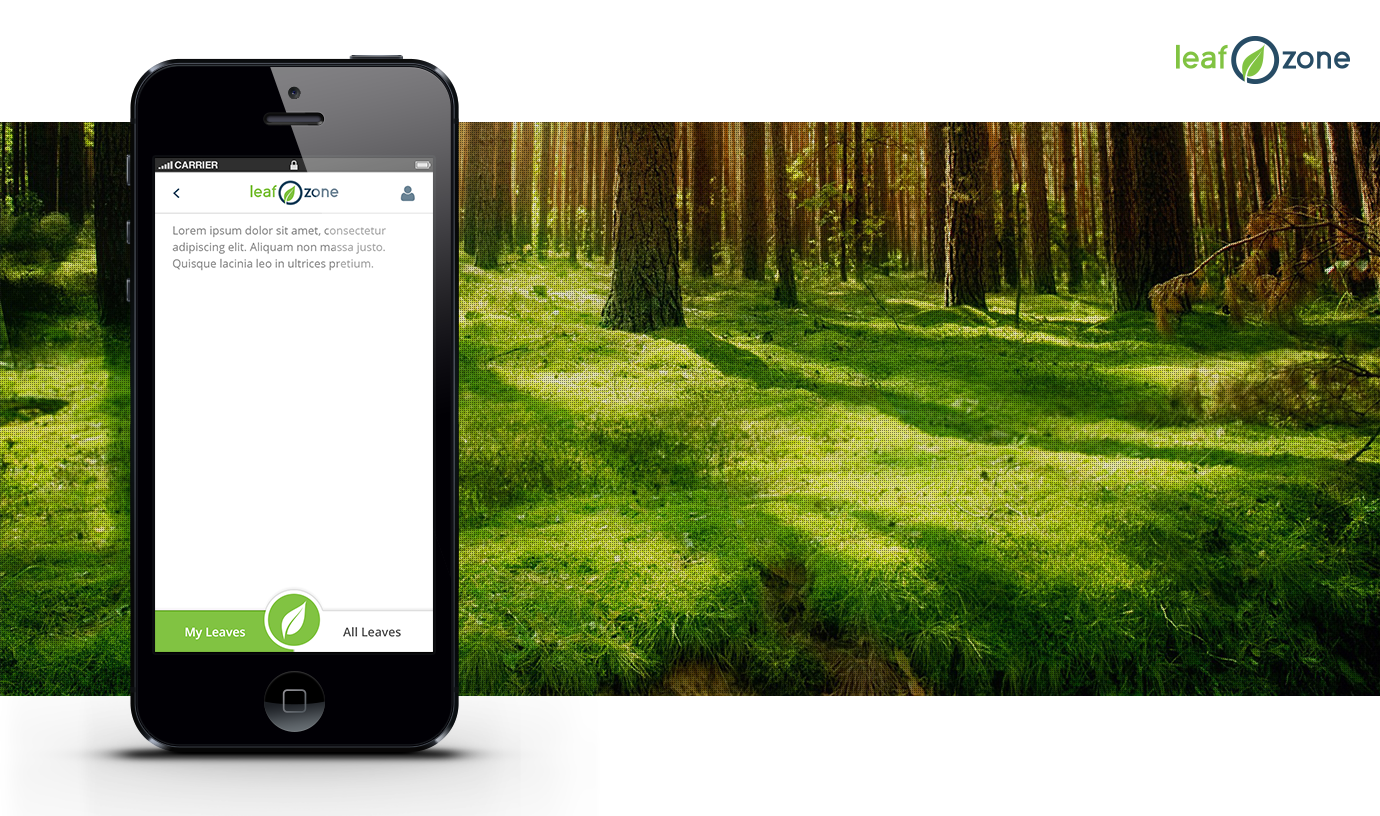 leaf zone
CARRIER
leaf zone
Lorem ipsum dolor sit amet, consectetur
adipiscing elit. Aliquam non massa justo.
Quisque lacinia leo in ultrices pretium.
My Leaves
All Leaves